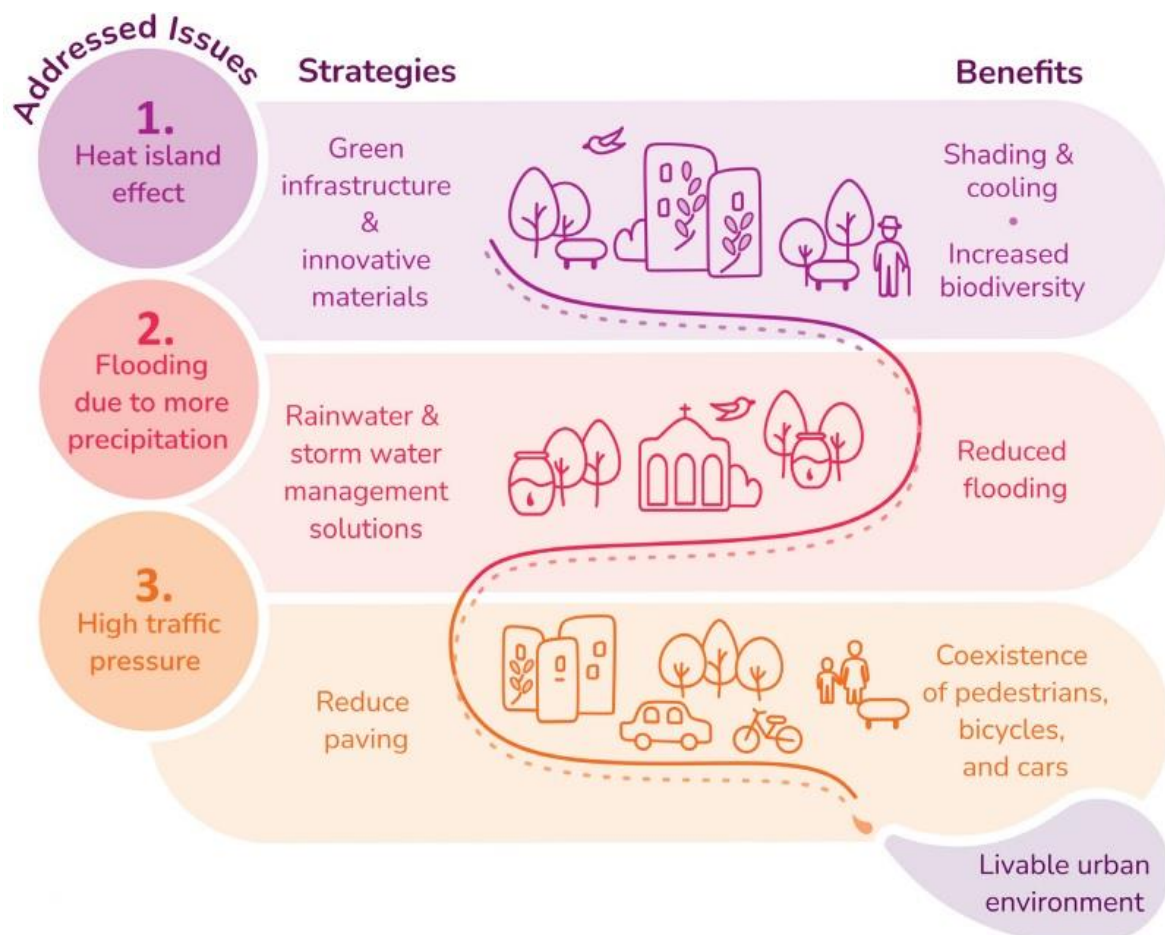 Addressed Issues
Strategies
Benefits
1.
Heat island
effect
Green
infrastructure
&
innovative
materials
Shading &
cooling
•
Increased
biodiversity
2.
Flooding
due to more
precipitation
Rainwater &
storm water
management
solutions
Reduced
flooding
3.
High traffic
pressure
Reduce
paving
Coexistence
of pedestrians,
bicycles,
and cars
Livable urban
environment